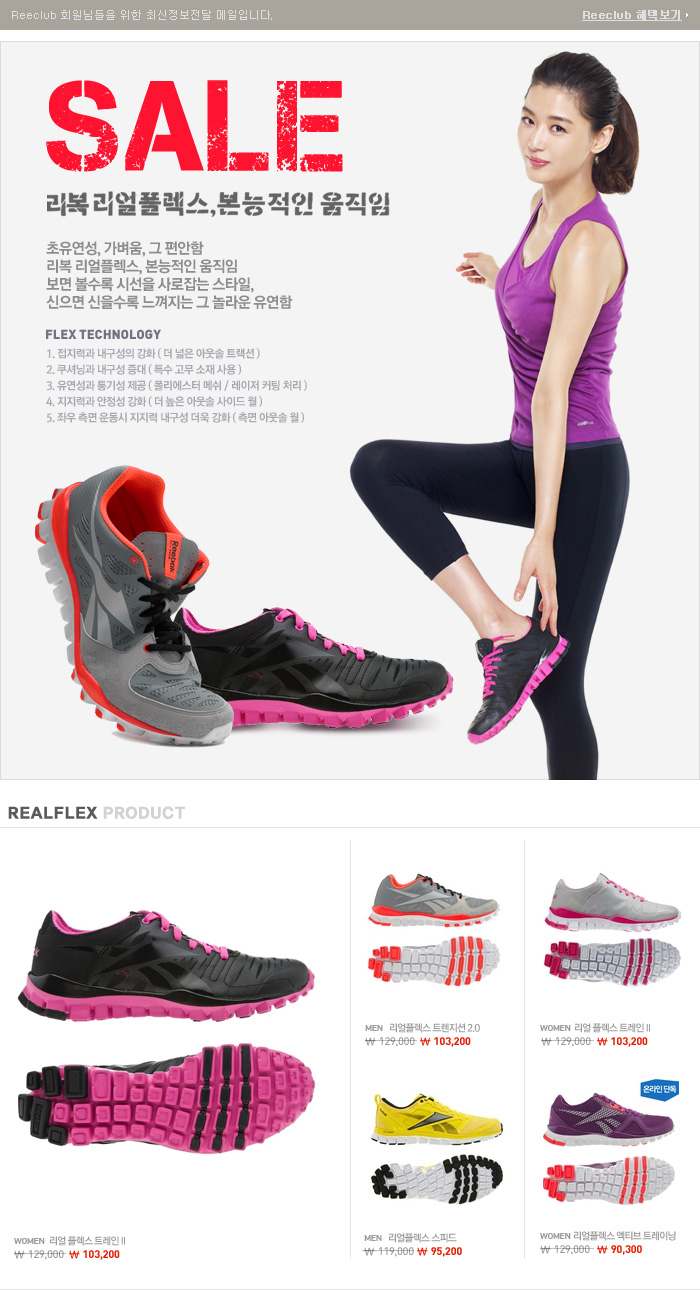 Reeclub 회원님들을 위한 최신정보전달 메일입니다.
Reeclub 혜택보기
SALE
리복 리얼플렉스,본능적인 움직임
초유연성, 가벼움, 그 편안함
리복 리얼플렉스, 본능적인 움직임
보면 볼수록 시선을 사로잡는 스타일,
신으면 신을수록 느껴지는 그 놀라운 유연함
FLEX TECHNOLOGY
1. 접지력과 내구성의 강화 ( 더 넓은 아웃솔 트랙션 )
2. 쿠셔닝과 내구성 증대 ( 특수 고무 소재 사용 )
3. 유연성과 통기성 제공 ( 폴리에스터 메쉬 / 레이저 커팅 처리 )
4. 지지력과 안정성 강화 ( 더 높은 아웃솔 사이드 월 )
5. 좌우 측면 운동시 지지력 내구성 더욱 강화 ( 측면 아웃솔 월 )
Reebok
REALFLEX PRODUCT
MEN 리얼플렉스 트렌지션 2.0
₩ 129,000 ₩ 103,200
WOMEN 리얼 플렉스 트레인 II
₩ 129,000 ₩ 103,200
온라인 단독
WOMEN 리얼 플렉스 트레인 II
₩ 129,000 ₩ 103,200
MEN 리얼플렉스 스피드
₩ 119,000 ₩ 95,200
WOMEN 리얼플렉스 엑티브 트레이닝
₩ 129,000 ₩ 90,300